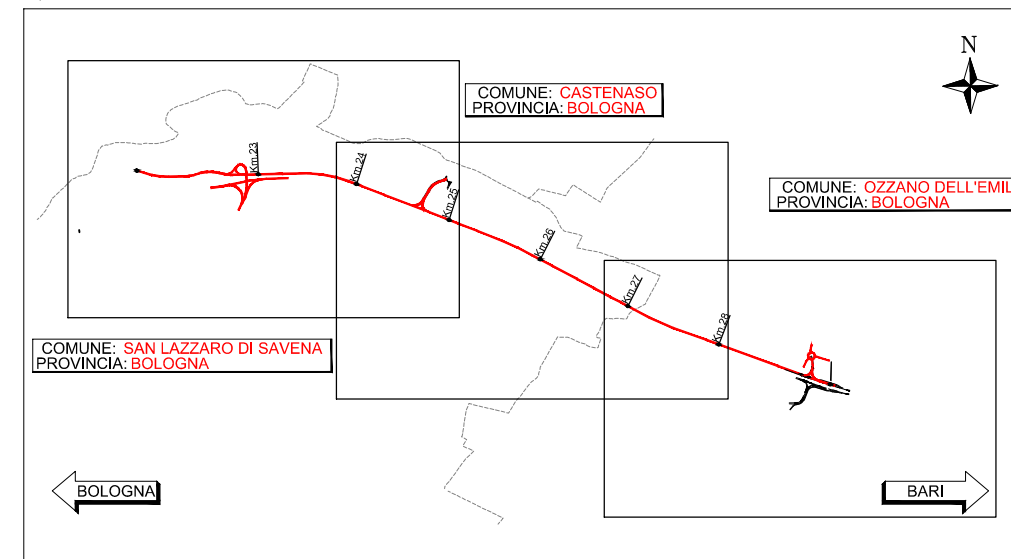 N
COMUNE: CASTENASO
PROVINCIA: BOLOGNA
Km.23
Km.24
Km.25
Km.26
Km.27
Km.28
COMUNE: OZZANO DELL'EMIL
PROVINCIA: BOLOGNA
COMUNE: SAN LAZZARO DI SAVENA
PROVINCIA: BOLOGNA
BOLOGNA
BARI